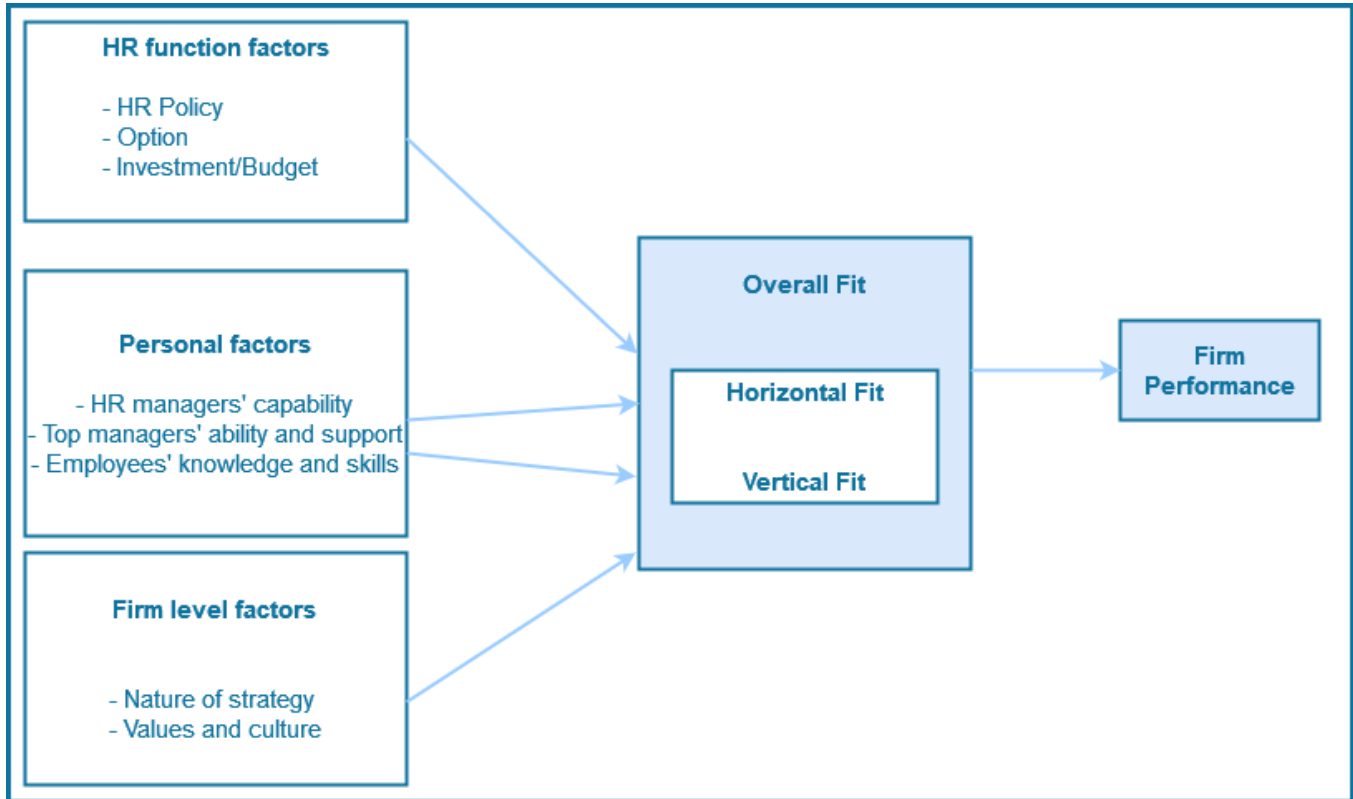 HR function factors
- HR Policy
- Option
- Investment/Budget
Personal factors
- HR managers' capability
- Top managers' ability and support
- Employees' knowledge and skills
Firm level factors
- Nature of strategy
- Values and culture
Overall Fit
Horizontal Fit
Vertical Fit
Firm
Performance